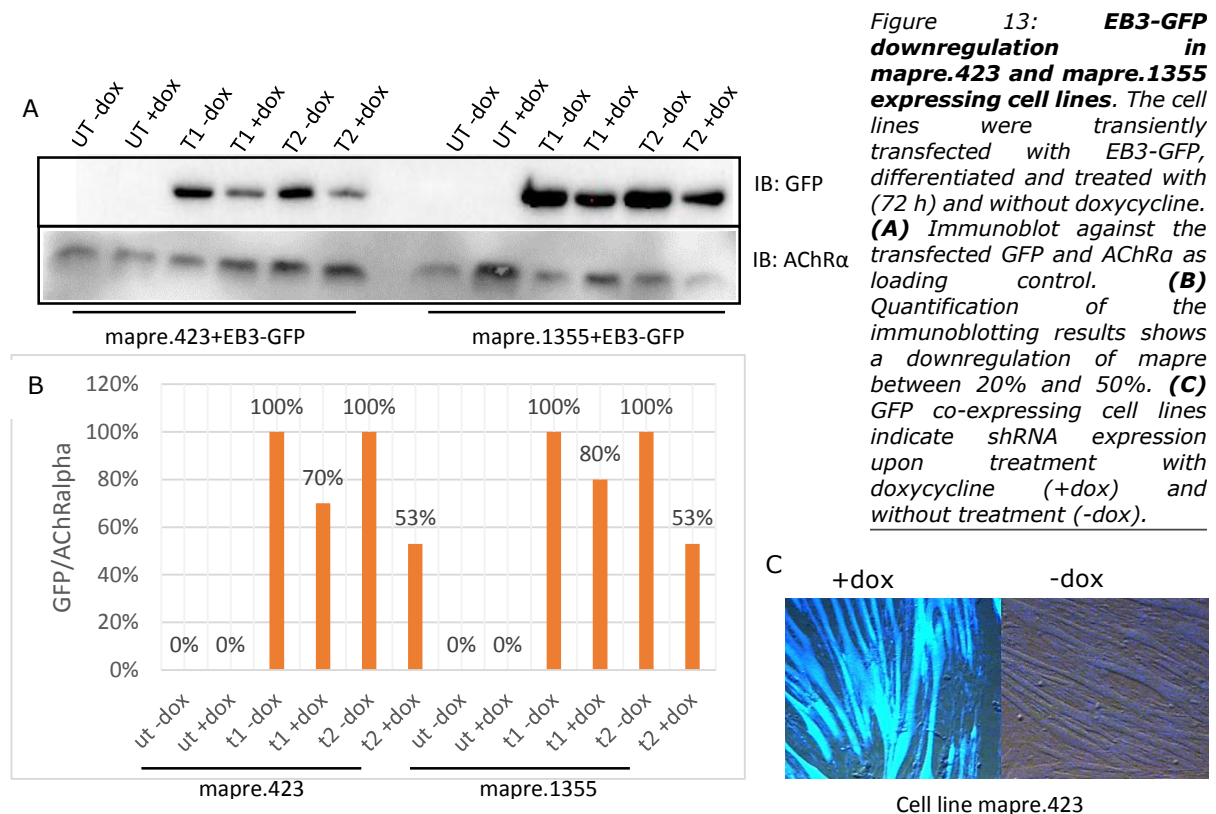 Figure 13: EB3-GFP
downregulation in
mapre.423 and mapre.1355
expressing cell lines. The cell
lines were transiently
transfected with EB3-GFP,
differentiated and treated with
(72 h) and without doxycycline.
(A) Immunoblot against the
transfected GFP and AChRα as
loading control. (B)
Quantification of the
immunoblotting results shows
a downregulation of mapre
between 20% and 50%. (C)
GFP co-expressing cell lines
indicate shRNA expression
upon treatment with
doxycycline (+dox) and
without treatment (-dox).
A
UT -dox UT +dox T1 -dox T1 +dox T2 -dox T2 +dox UT -dox UT +dox T1 -dox T1 +dox T2 -dox T2 +dox
IB: GFP
IB: AChRα
mapre.423+EB3-GFP mapre.1355+EB3-GFP
B
GFP/AChRalpha
120%
100%
80%
60%
40%
20%
0%
0% 0% 100% 70% 100% 53% 0% 0% 100% 80% 100% 53%
ut -dox ut +dox t1 -dox t1 +dox t2 -dox t2 +dox ut -dox ut +dox t1 -dox t1 +dox t2 -dox t2 +dox
mapre.423 mapre.1355
C
+dox -dox
Cell line mapre.423